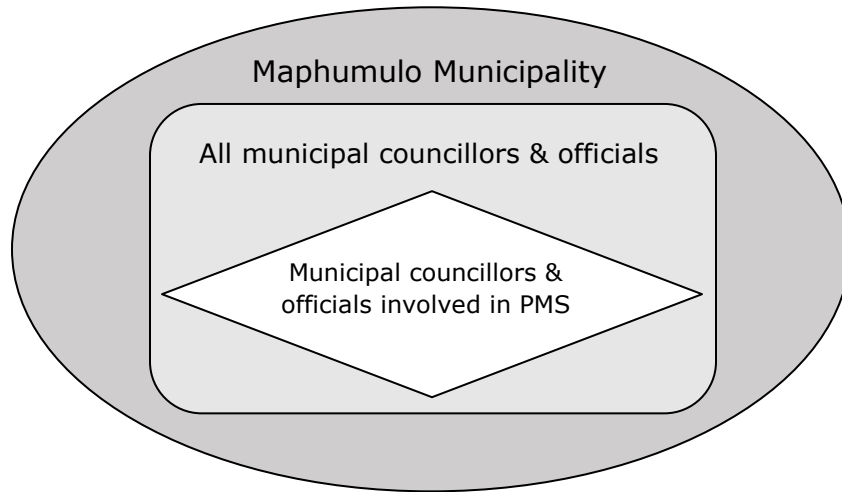 Maphumulo Municipality
All municipal councillors & officials
Municipal councillors &
officials involved in PMS